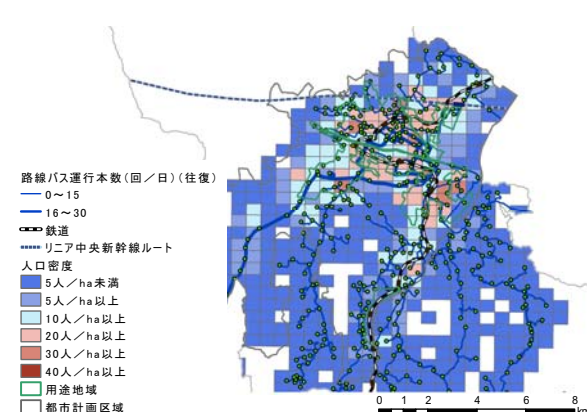 路線バス運行本数(回／日)(往復)
0～15
16～30
鉄道
リニア中央新幹線ルート
人口密度
5人／ha未満
5人／ha以上
10人／ha以上
20人／ha以上
30人／ha以上
40人／ha以上
用途地域
都市計画区域
0 1 2 4 6 8
km